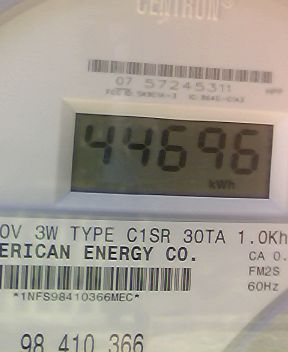 CENTRON®
07 57245311
44696
kWh
0V 3W TYPE C1SR 30TA 1.0Kh
ERICAN ENERGY CO.
CA 0.
FM2S
60Hz
*1NFS98410366MEC*
98 410 366